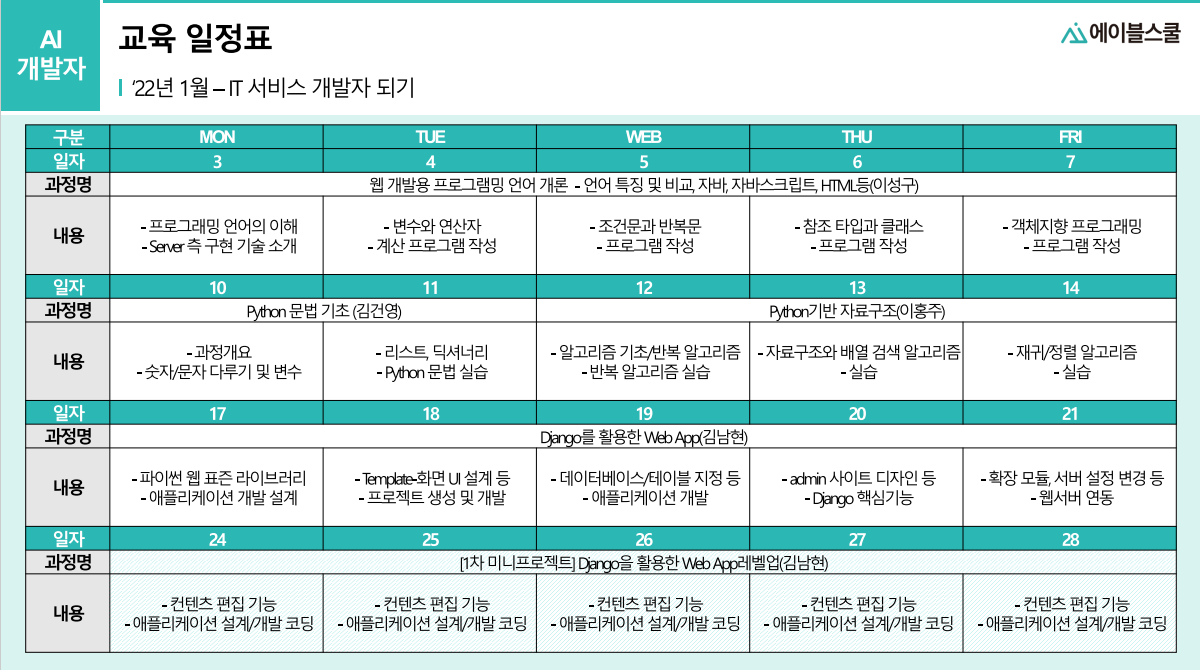 AI
개발자
교육 일정표
'22년 1월 – IT 서비스 개발자 되기
에이블스쿨
구분 MON TUE WEB THU FRI
일자 3 4 5 6 7
과정명 웹 개발용 프로그램밍 언어 개론 - 언어 특징 및 비교, 자바, 자바스크립트, HTML등(이성구)
내용
- 프로그래밍 언어의 이해
- Server 측 구현 기술 소개
- 변수와 연산자
- 계산 프로그램 작성
- 조건문과 반복문
- 프로그램 작성
- 참조 타입과 클래스
- 프로그램 작성
- 객체지향 프로그래밍
- 프로그램 작성
일자 10 11 12 13 14
과정명 Python 문법 기초 (김건영) Python기반 자료구조(이홍주)
내용
- 과정개요
- 숫자/문자 다루기 및 변수
- 리스트, 딕셔너리
- Python 문법 실습
- 알고리즘 기초/반복 알고리즘
- 반복 알고리즘 실습
- 자료구조와 배열 검색 알고리즘
- 실습
- 재귀/정렬 알고리즘
- 실습
일자 17 18 19 20 21
과정명 Django를 활용한 Web App(김남현)
내용
- 파이썬 웹 표즌 라이브러리
- 애플리케이션 개발 설계
- Template-화면 UI 설계 등
- 프로젝트 생성 및 개발
- 데이터베이스/테이블 지정 등
- 애플리케이션 개발
- admin 사이트 디자인 등
- Django 핵심기능
- 확장 모듈, 서버 설정 변경 등
- 웹서버 연동
일자 24 25 26 27 28
과정명 [1차 미니프로젝트] Django을 활용한 Web App레벨업(김남현)
내용
- 컨텐츠 편집 기능
- 애플리케이션 설계/개발 코딩
- 컨텐츠 편집 기능
- 애플리케이션 설계/개발 코딩
- 컨텐츠 편집 기능
- 애플리케이션 설계/개발 코딩
- 컨텐츠 편집 기능
- 애플리케이션 설계/개발 코딩
- 컨텐츠 편집 기능
- 애플리케이션 설계/개발 코딩